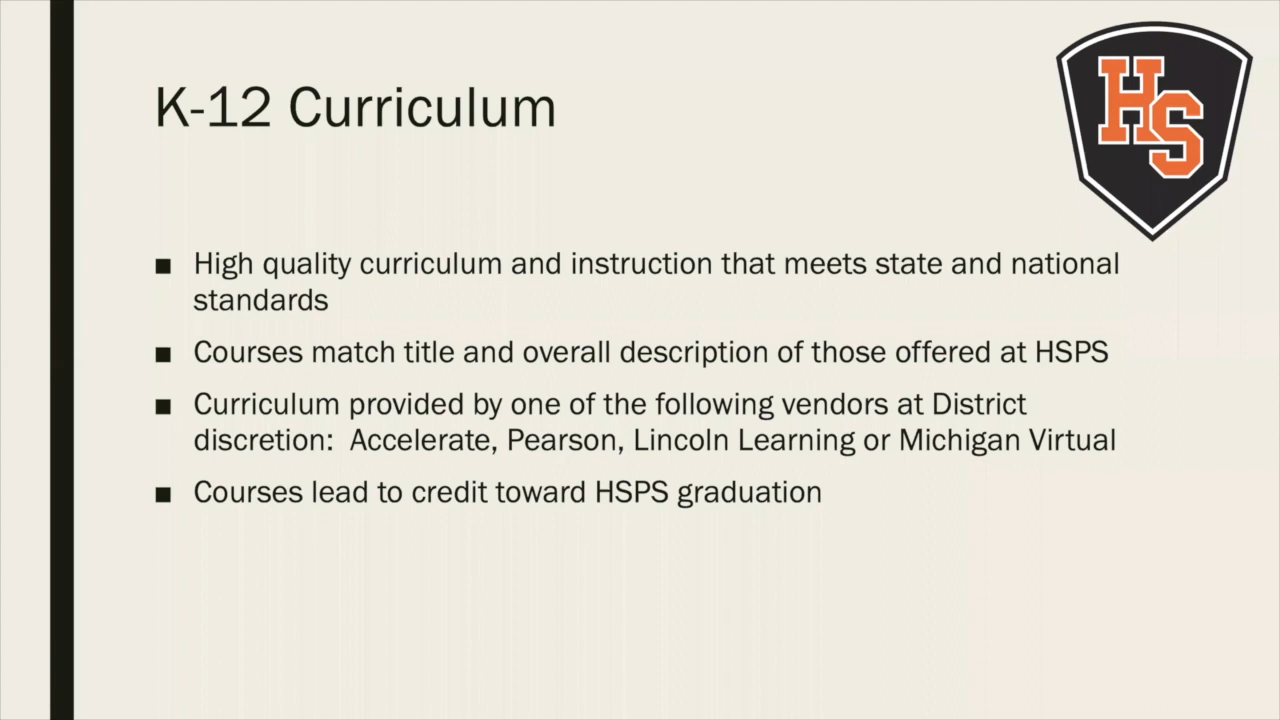 HS
K-12 Curriculum
■ High quality curriculum and instruction that meets state and national
standards
■ Courses match title and overall description of those offered at HSPS
■ Curriculum provided by one of the following vendors at District
discretion:  Accelerate, Pearson, Lincoln Learning or Michigan Virtual
■ Courses lead to credit toward HSPS graduation